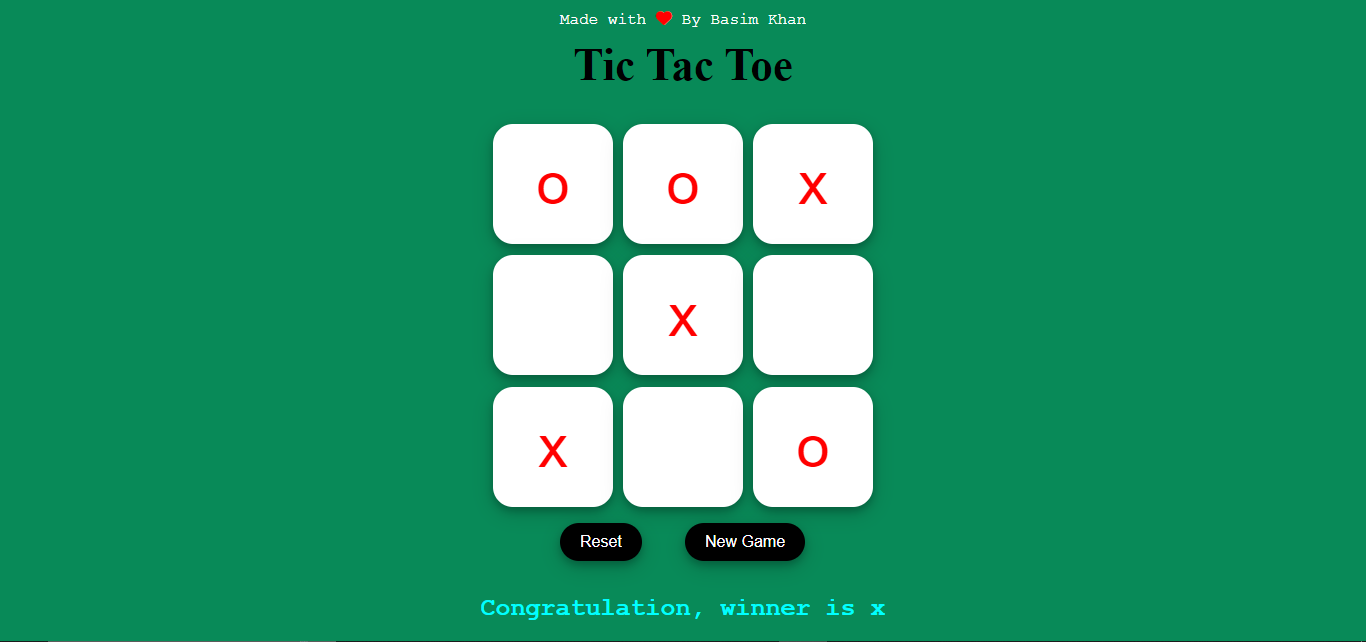 Made with ❤ By Basim Khan
Tic Tac Toe
o o x
x
x o
Reset New Game
Congratulation, winner is x